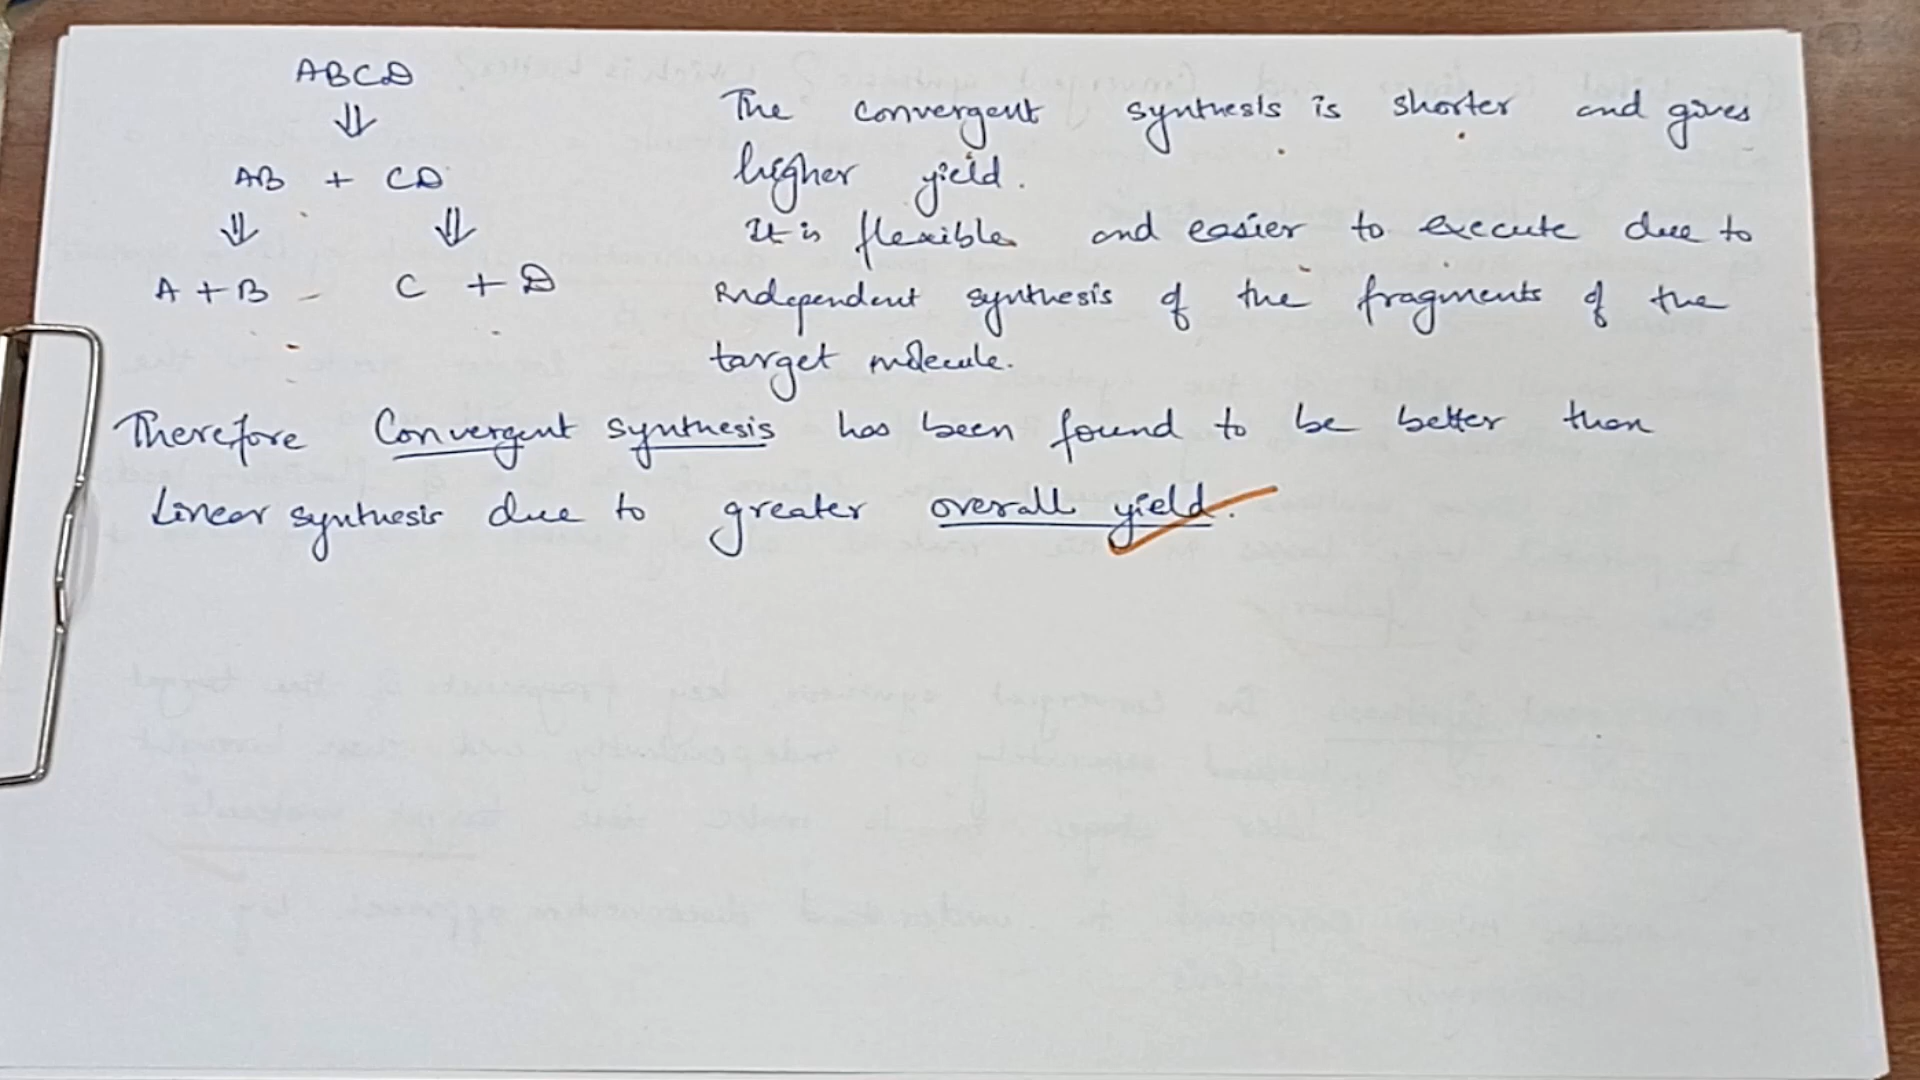 ABCD
⇓
AB + CD
⇓ ⇓
A + B C + D
The convergent synthesis is shorter and gives
higher yield.
It is flexible and easier to execute due to
Independent synthesis of the fragments of the
target molecule.
Therefore Convergent synthesis has been found to be better than
Linear synthesis due to greater overall yield.